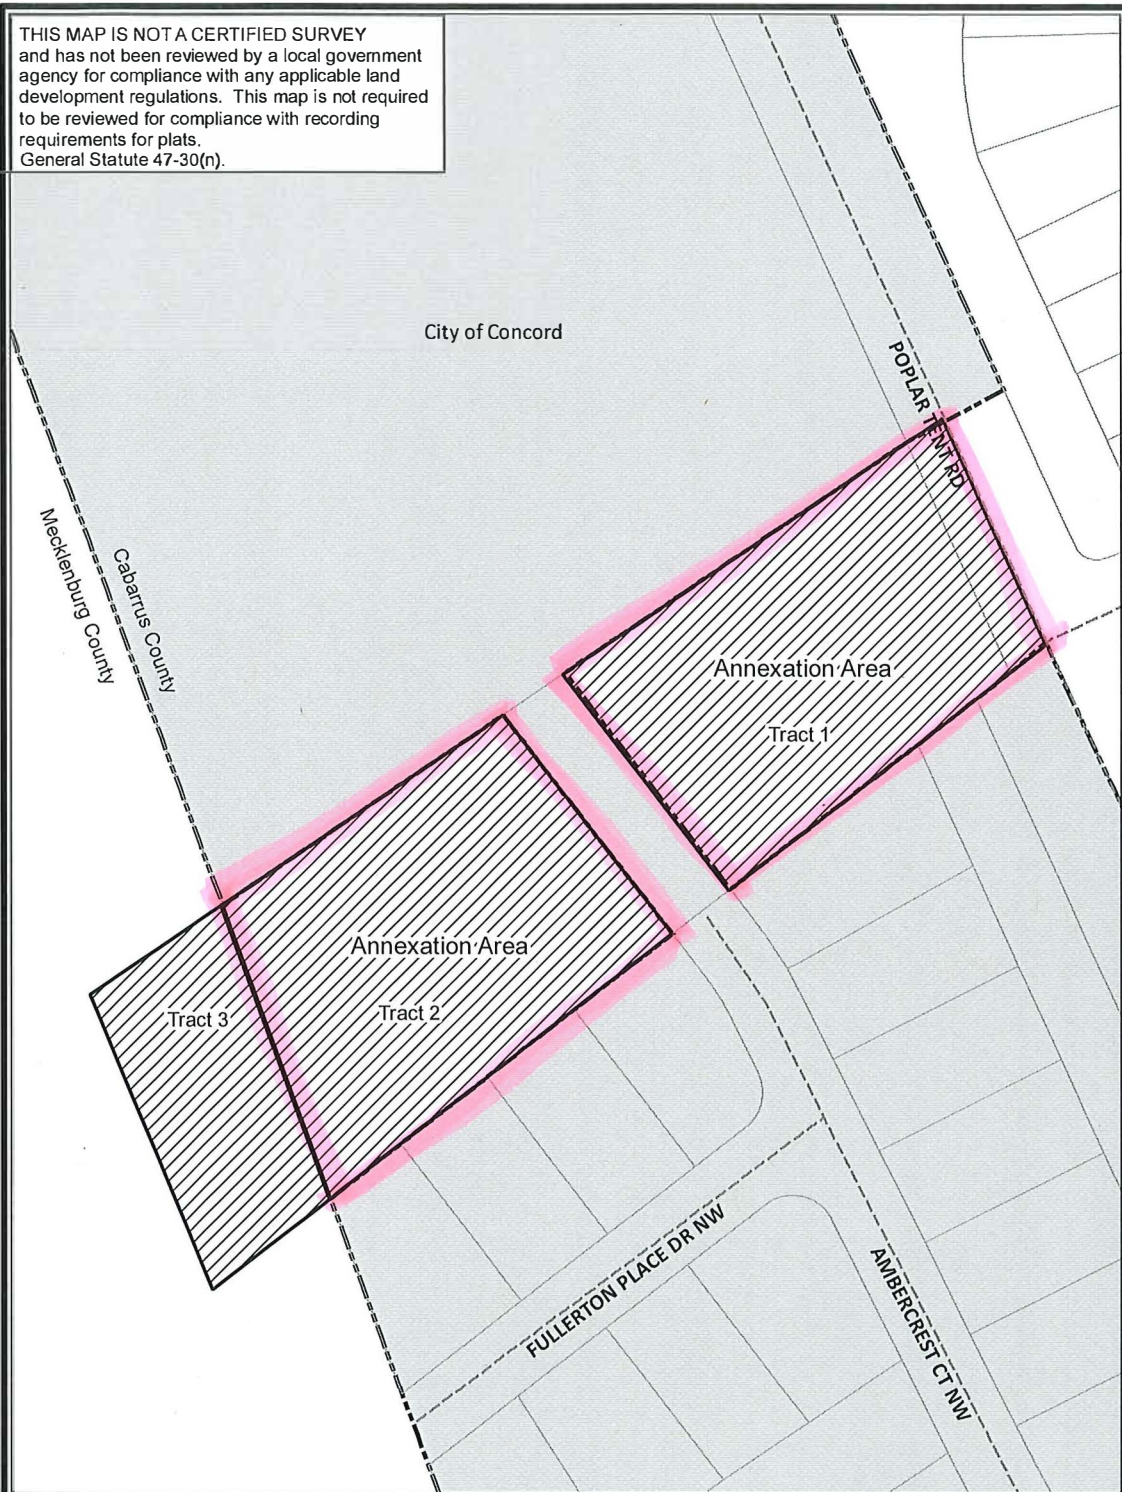 THIS MAP IS NOT A CERTIFIED SURVEY
and has not been reviewed by a local government
agency for compliance with any applicable land
development regulations. This map is not required
to be reviewed for compliance with recording
requirements for plats.
General Statute 47-30(n).
City of Concord
POPLAR TENT RD
Mecklenburg County
Cabarrus County
Annexation Area
Tract 1
Annexation Area
Tract 2
Tract 3
FULLERTON PLACE DR NW
AMBERCREST CT NW